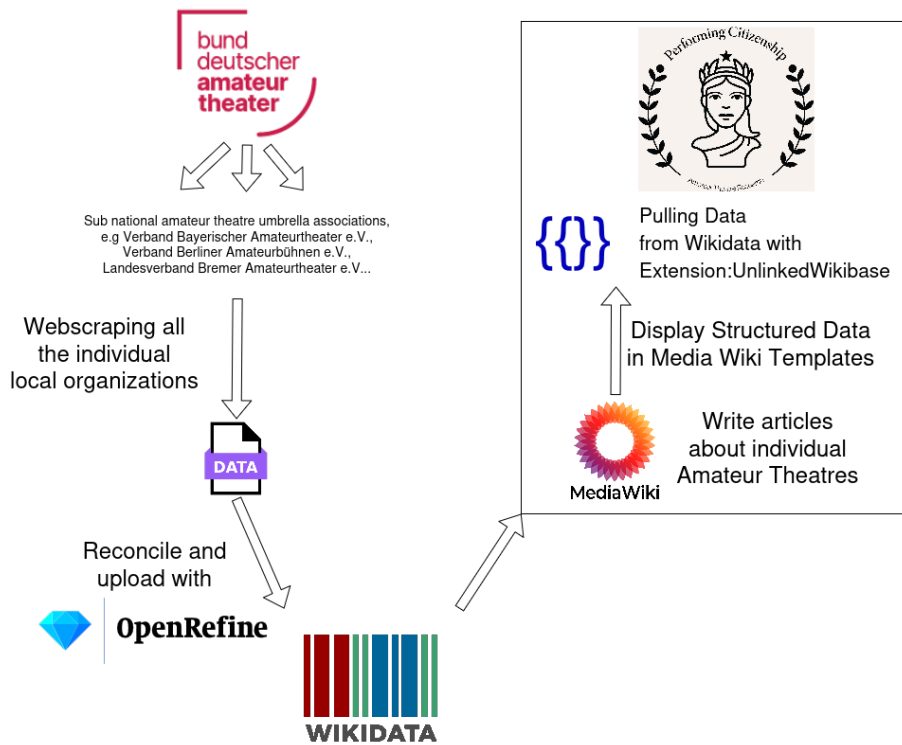 bund
deutscher
amateur
theater
Sub national amateur theatre umbrella associations,
e.g Verband Bayerischer Amateurtheater e.V.,
Verband Berliner Amateurbühnen e.V.,
Landesverband Bremer Amateurtheater e.V...
Webscraping all
the individual
local organizations
DATA
Reconcile and
upload with
OpenRefine
WIKIDATA
Performing Citizenship
{{}}
Pulling Data
from Wikidata with
Extension:UnlinkedWikibase
Display Structured Data
in Media Wiki Templates
MediaWiki
Write articles
about individual
Amateur Theatres